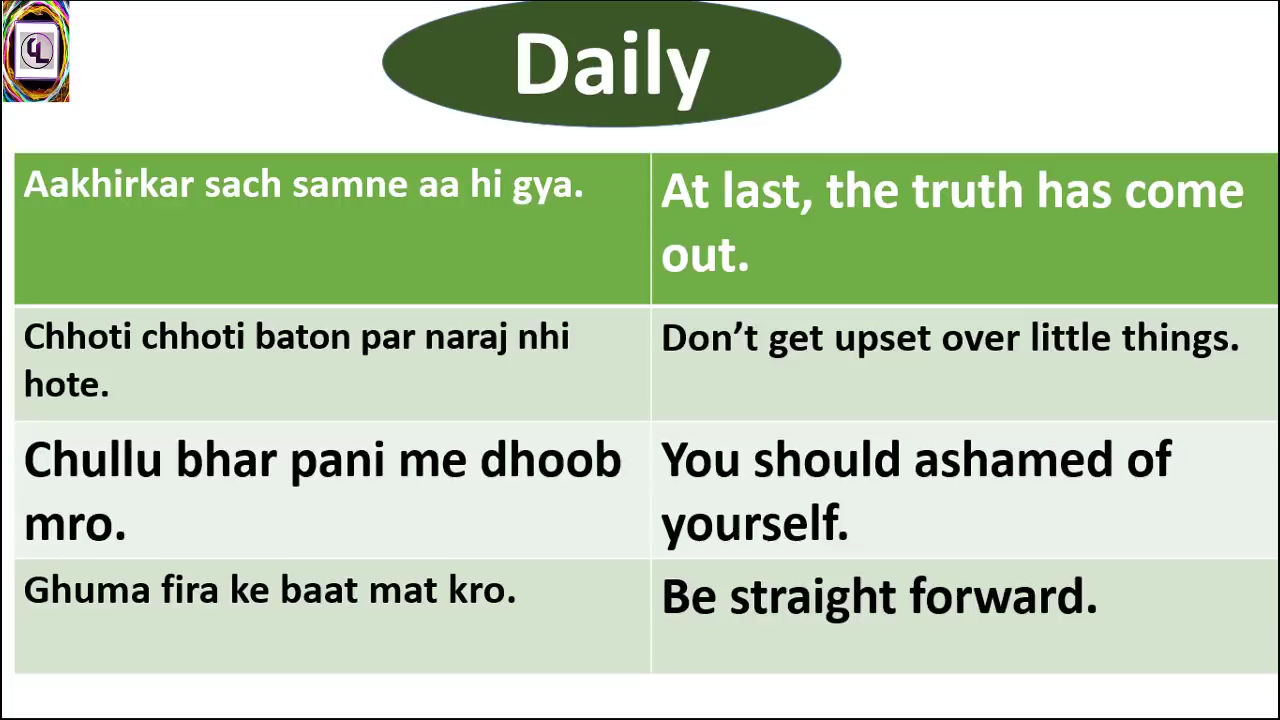 Daily
Aakhirkar sach samne aa hi gya.
At last, the truth has come
out.
Chhoti chhoti baton par naraj nhi
hote.
Don’t get upset over little things.
Chullu bhar pani me dhoob
mro.
You should ashamed of
yourself.
Ghuma fira ke baat mat kro.
Be straight forward.